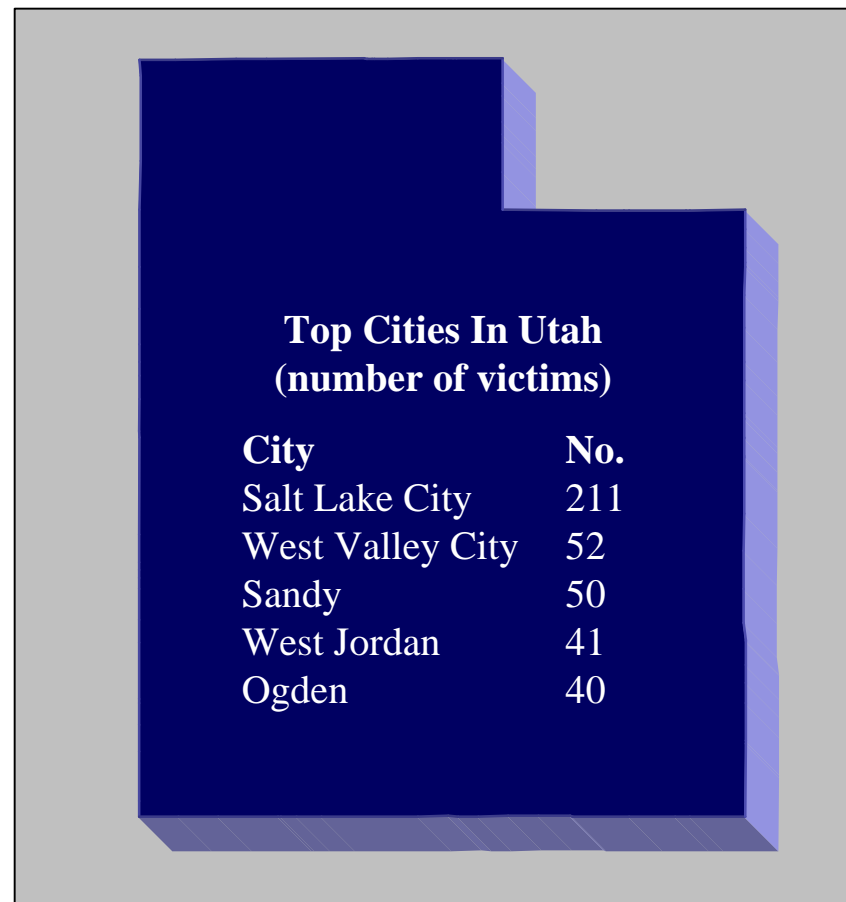 Top Cities In Utah
(number of victims)
City No.
Salt Lake City 211
West Valley City 52
Sandy 50
West Jordan 41
Ogden 40